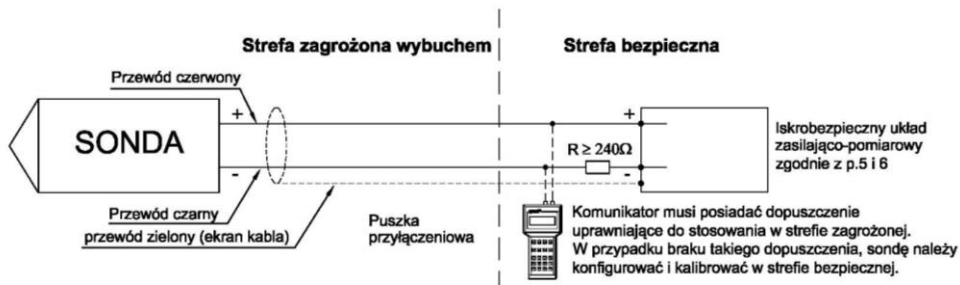 Strefa zagrożona wybuchem
Strefa bezpieczna
Przewód czerwony
+
+
SONDA
R ≥ 240Ω
Iskrobezpieczny układ
zasilająco-pomiarowy
zgodnie z p.5 i 6
-
-
Przewód czarny
przewód zielony (ekran kabla)
Puszka
przyłączeniowa
Komunikator musi posiadać dopuszczenie
uprawniające do stosowania w strefie zagrożonej.
W przypadku braku takiego dopuszczenia, sondę należy
konfigurować i kalibrować w strefie bezpiecznej.